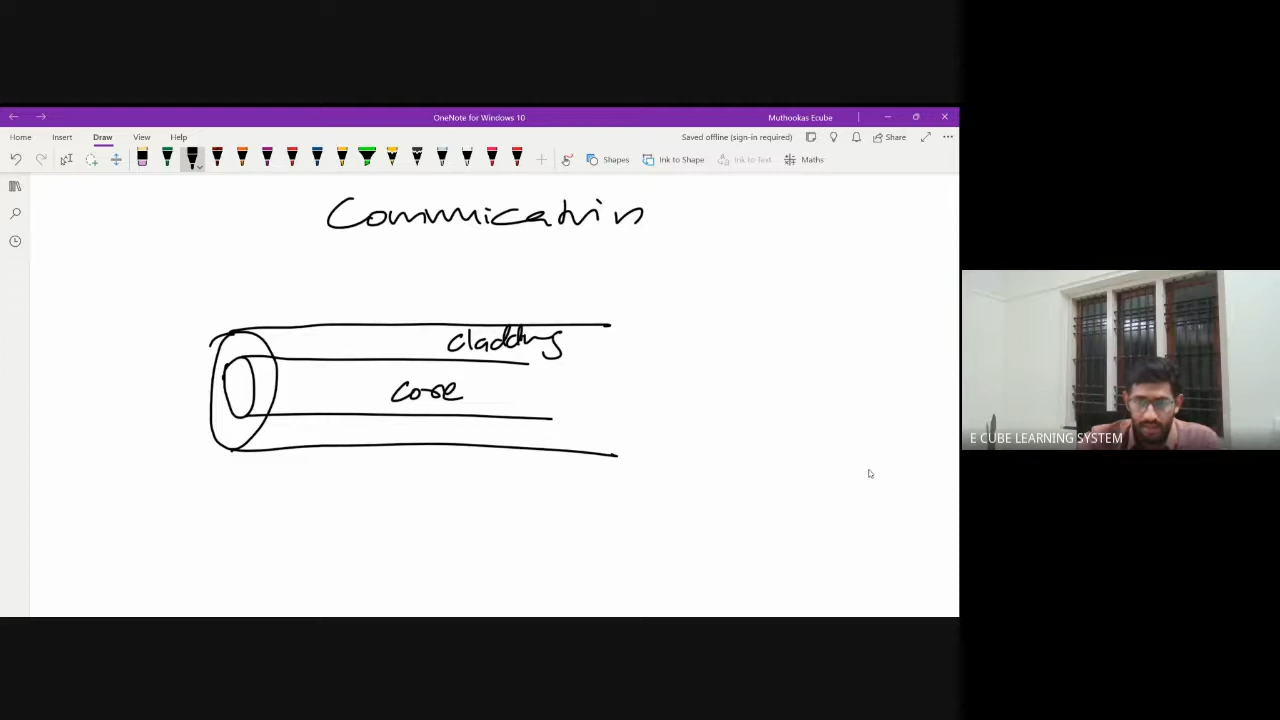 OneNote for Windows 10
Muthookas Ecube
Home Insert Draw View Help
Saved offline (sign-in required)
Share
Shapes
Ink to Shape
Ink to Text
Maths
Communication
cladding
core
E CUBE LEARNING SYSTEM